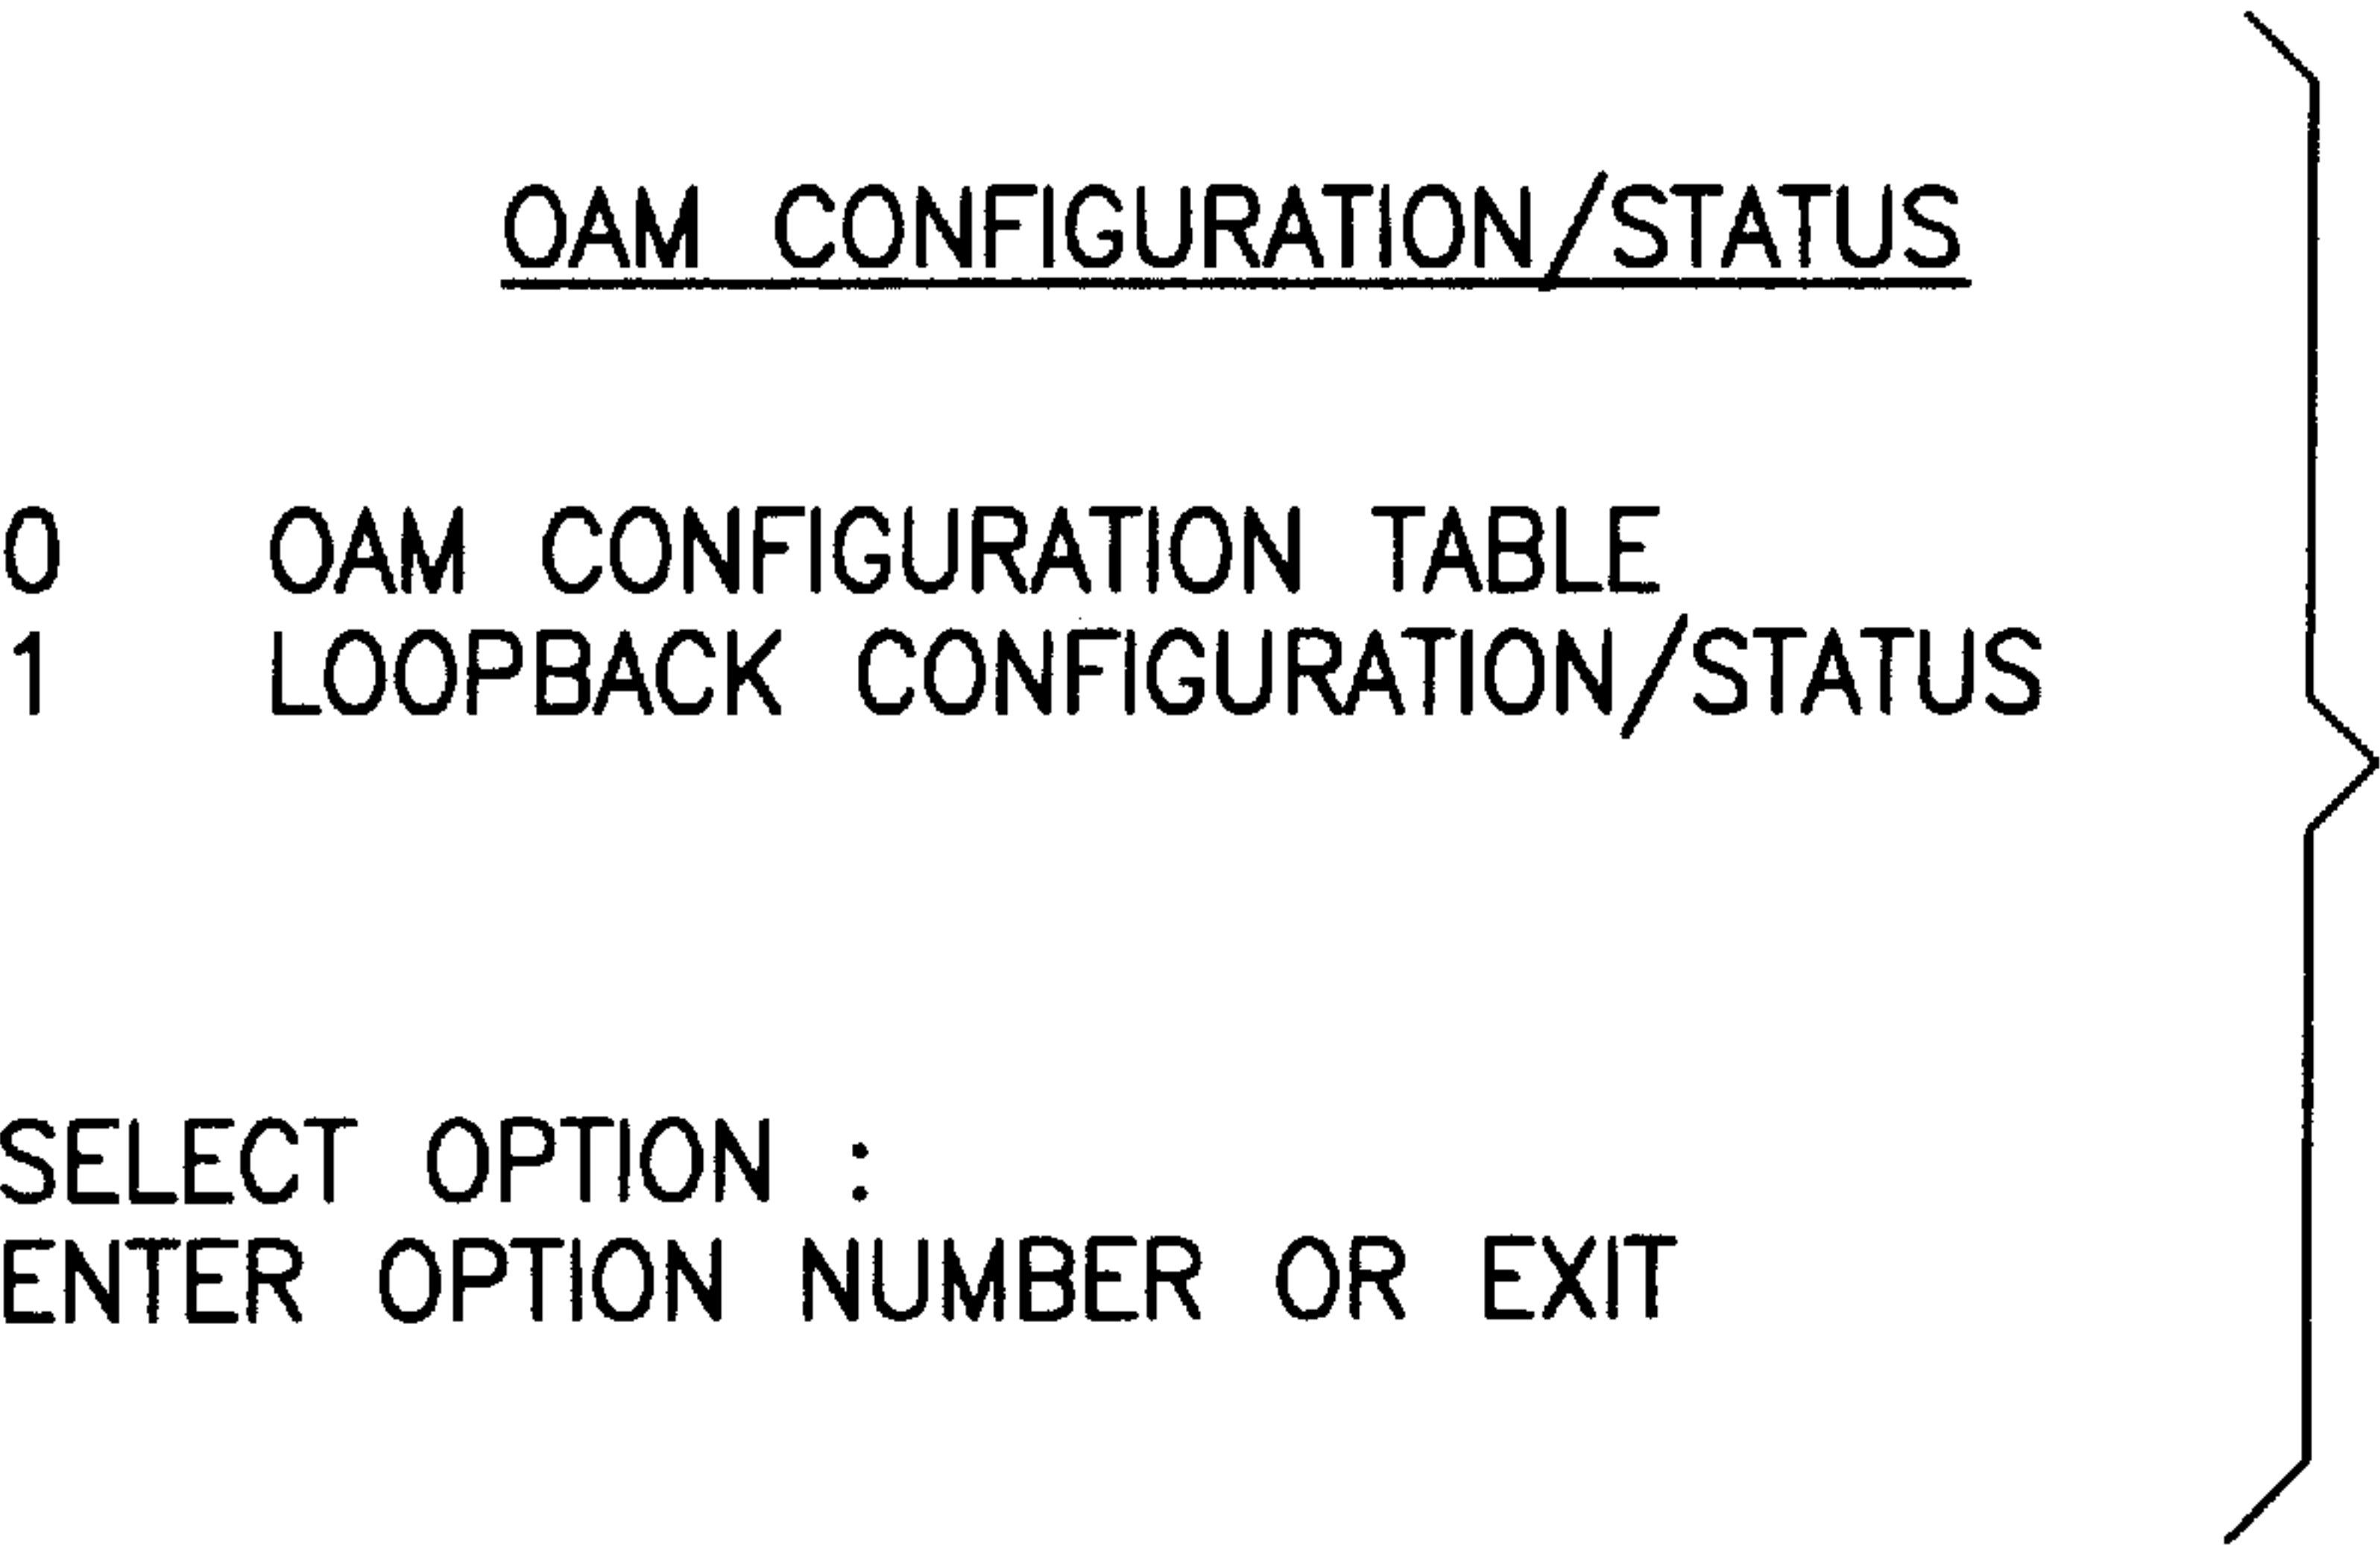 OAM CONFIGURATION/STATUS
0 OAM CONFIGURATION TABLE
1 LOOPBACK CONFIGURATION/STATUS
SELECT OPTION :
ENTER OPTION NUMBER OR EXIT